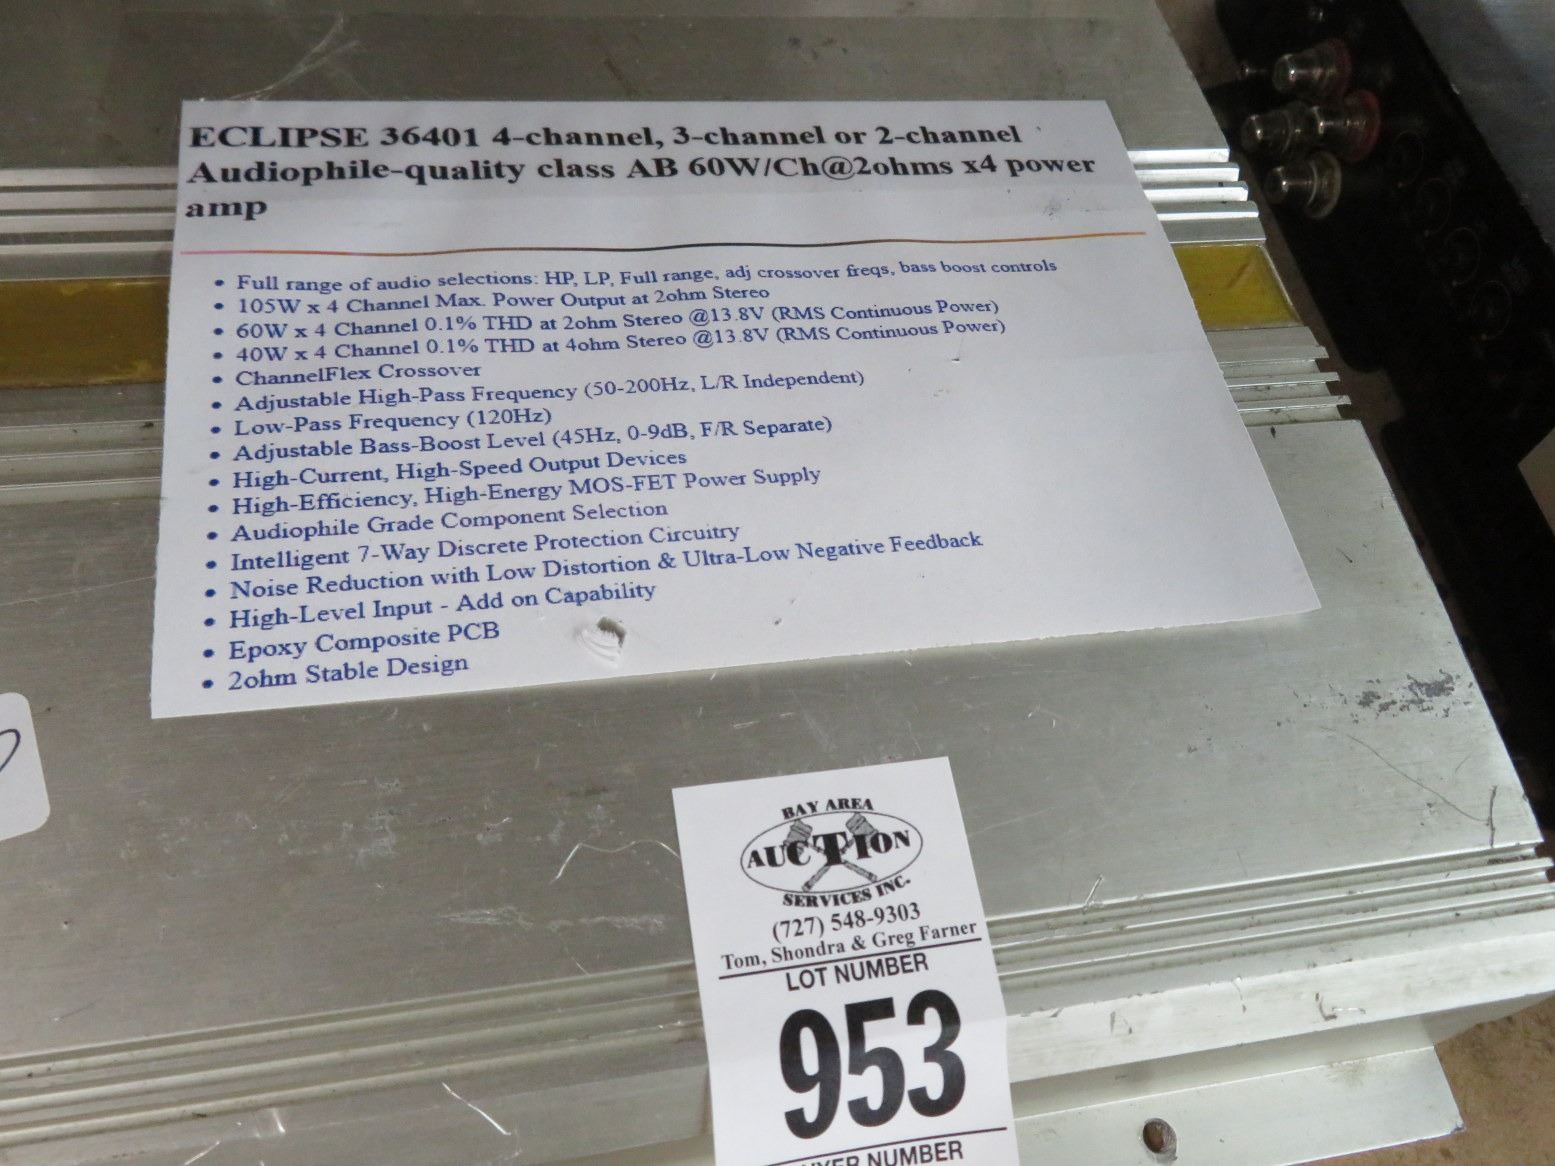 ECLIPSE 36401 4-channel, 3-channel or 2-channel
Audiophile-quality class AB 60W/Ch@2ohms x4 power
amp
• Full range of audio selections: HP, LP, Full range, adj crossover freqs, bass boost controls
• 105W x 4 Channel Max. Power Output at 2ohm Stereo
• 60W x 4 Channel 0.1% THD at 2ohm Stereo @13.8V (RMS Continuous Power)
• 40W x 4 Channel 0.1% THD at 4ohm Stereo @13.8V (RMS Continuous Power)
• ChannelFlex Crossover
• Adjustable High-Pass Frequency (50-200Hz, L/R Independent)
• Low-Pass Frequency (120Hz)
• Adjustable Bass-Boost Level (45Hz, 0-9dB, F/R Separate)
• High-Current, High-Speed Output Devices
• High-Efficiency, High-Energy MOS-FET Power Supply
• Audiophile Grade Component Selection
• Intelligent 7-Way Discrete Protection Circuitry
• Noise Reduction with Low Distortion & Ultra-Low Negative Feedback
• High-Level Input - Add on Capability
• Epoxy Composite PCB
• 2ohm Stable Design
BAY AREA
AUCTION
SERVICES INC.
(727) 548-9303
Tom, Shondra & Greg Farner
LOT NUMBER
953
NUMBER